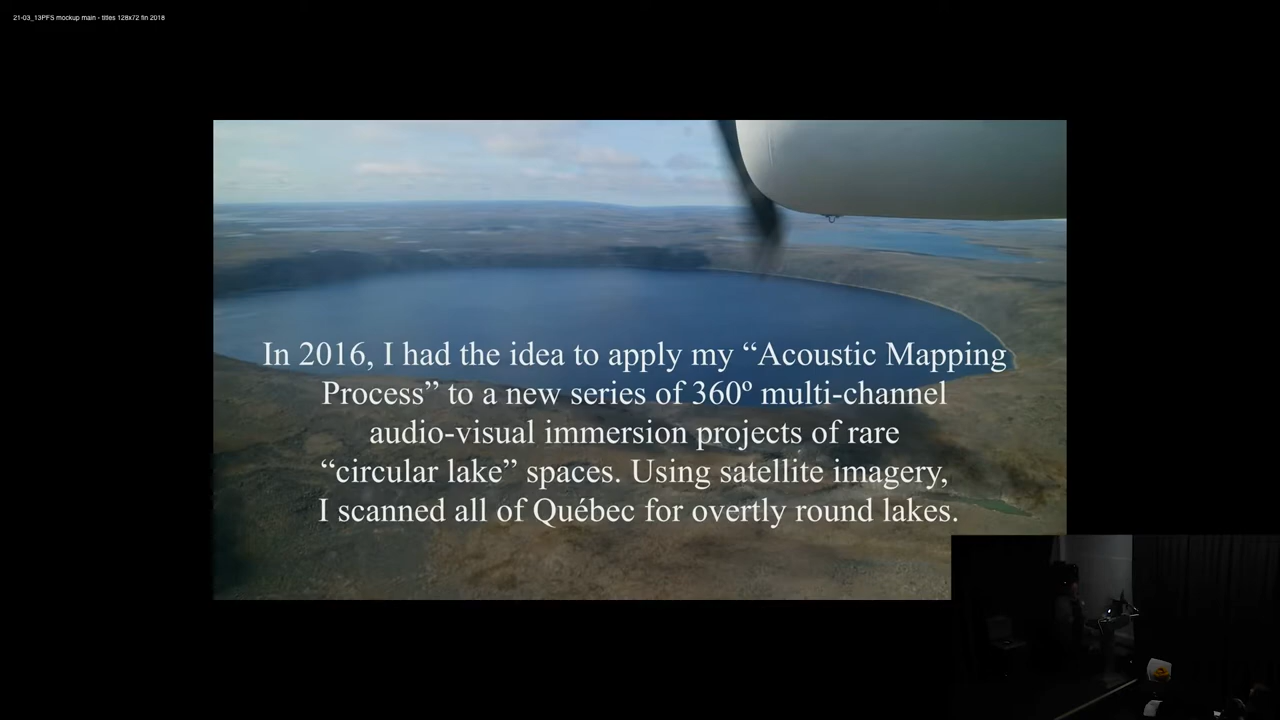 21-03_13PFS mockup main - titles 128x72 fin 2018
In 2016, I had the idea to apply my “Acoustic Mapping
Process” to a new series of 360º multi-channel
audio-visual immersion projects of rare
“circular lake” spaces. Using satellite imagery,
I scanned all of Québec for overtly round lakes.